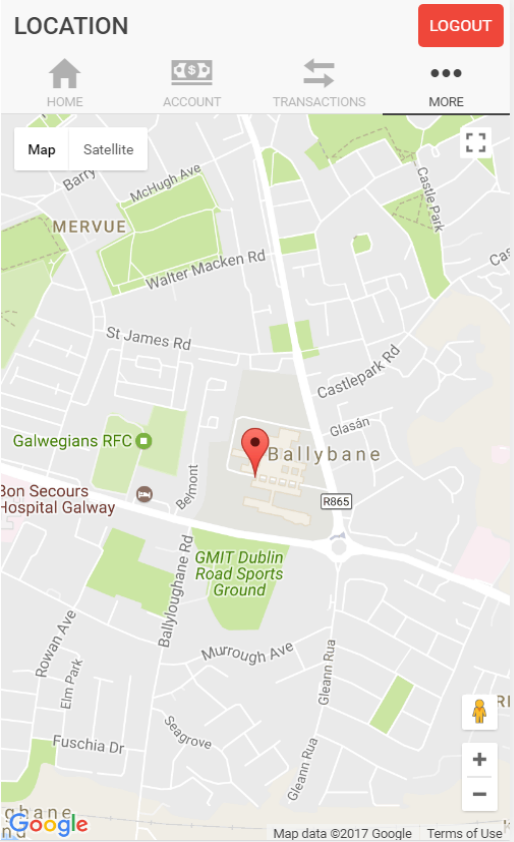 LOCATION
LOGOUT
HOME
ACCOUNT
TRANSACTIONS
MORE
Map
Satellite
Barry
McHugh Ave
Castle Park
MERVUE
Walter Macken Rd
Cas
St James Rd
Castlepark Rd
Glasán
Galwegians RFC
Ballybane
Bon Secours
Hospital Galway
Belmont
R865
GMIT Dublin
Road Sports
Ground
Ballyloughane Rd
Rowan Ave
Murrough Ave
Gleann Rua
Elm Park
Seagrove
Fuschia Dr
Gleann Rua
ghane
Google
Map data ©2017 Google
Terms of Use